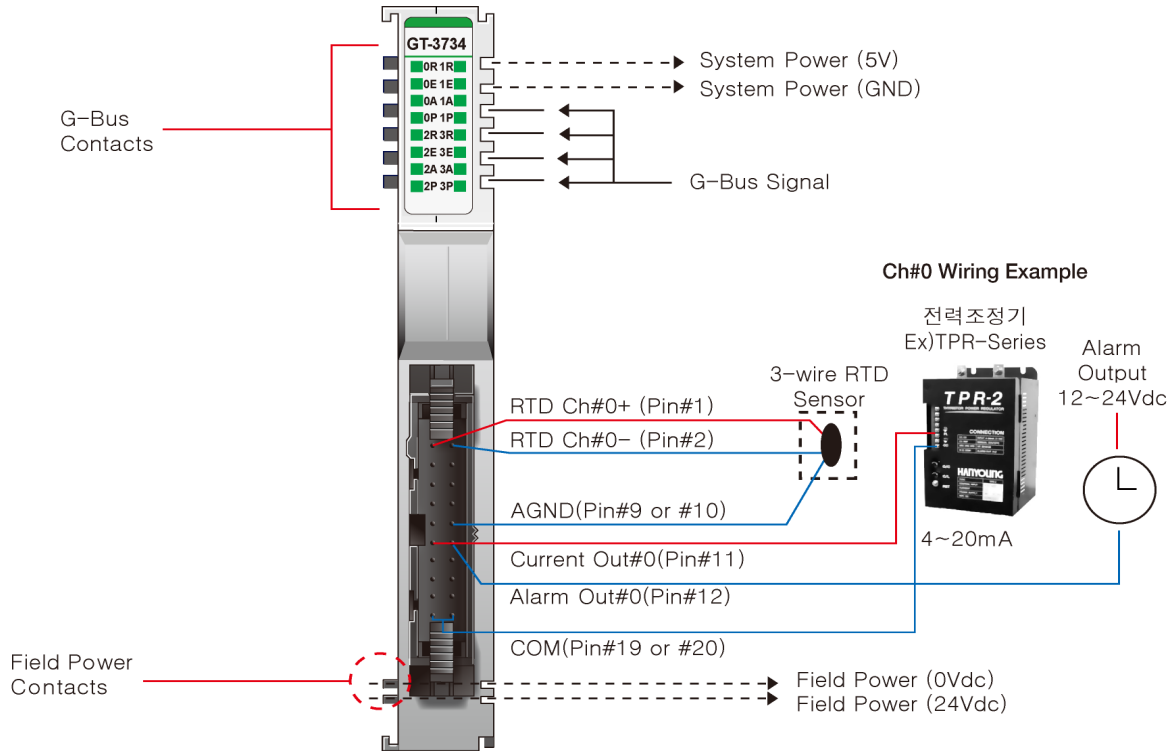 GT-3734
0R 1R
0E 1E
0A 1A
0P 1P
2R 3R
2E 3E
2A 3A
2P 3P
System Power (5V)
System Power (GND)
G-Bus
Contacts
G-Bus Signal
Ch#0 Wiring Example
전력조정기
Ex)TPR-Series
Alarm
Output
12~24Vdc
3-wire RTD
Sensor
TPR-2
THYRISTOR POWER REGULATOR
CONNECTION
HANYOUNG
4~20mA
RTD Ch#0+ (Pin#1)
RTD Ch#0- (Pin#2)
AGND(Pin#9 or #10)
Current Out#0(Pin#11)
Alarm Out#0(Pin#12)
COM(Pin#19 or #20)
Field Power
Contacts
Field Power (0Vdc)
Field Power (24Vdc)